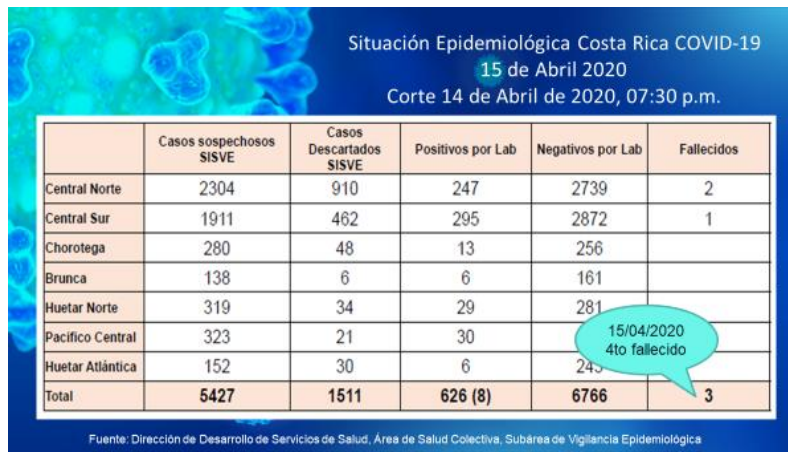 Situación Epidemiológica Costa Rica COVID-19
15 de Abril 2020
Corte 14 de Abril de 2020, 07:30 p.m.
Casos sospechosos SISVE Casos Descartados SISVE Positivos por Lab Negativos por Lab Fallecidos
Central Norte 2304 910 247 2739 2
Central Sur 1911 462 295 2872 1
Chorotega 280 48 13 256
Brunca 138 6 6 161
Huetar Norte 319 34 29 281
Pacifico Central 323 21 30
Huetar Atlántica 152 30 6
Total 5427 1511 626 (8) 6766 3
15/04/2020
4to fallecido
Fuente: Dirección de Desarrollo de Servicios de Salud, Área de Salud Colectiva, Subárea de Vigilancia Epidemiológica